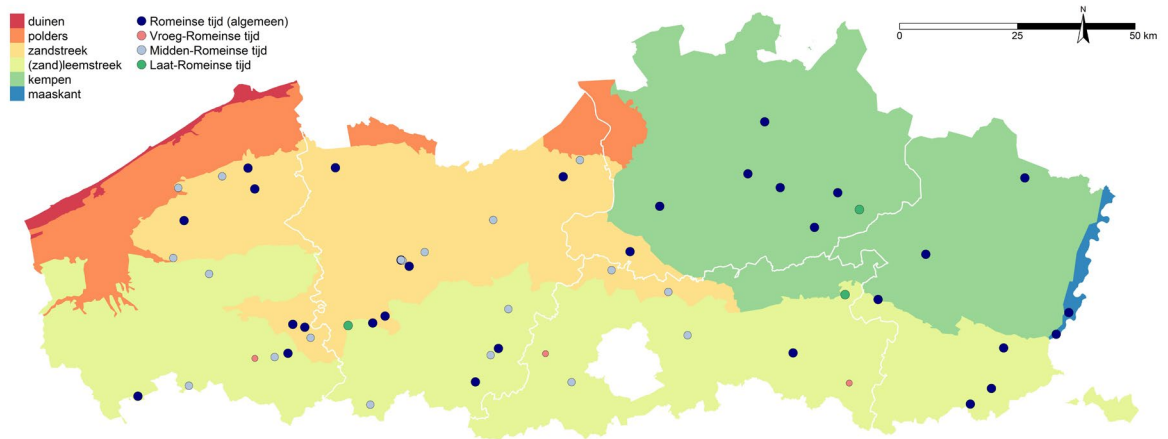 duinen
polders
zandstreek
(zand)leemstreek
kempen
maaskant
Romeinse tijd (algemeen)
Vroeg-Romeinse tijd
Midden-Romeinse tijd
Laat-Romeinse tijd
N
0 25 50 km